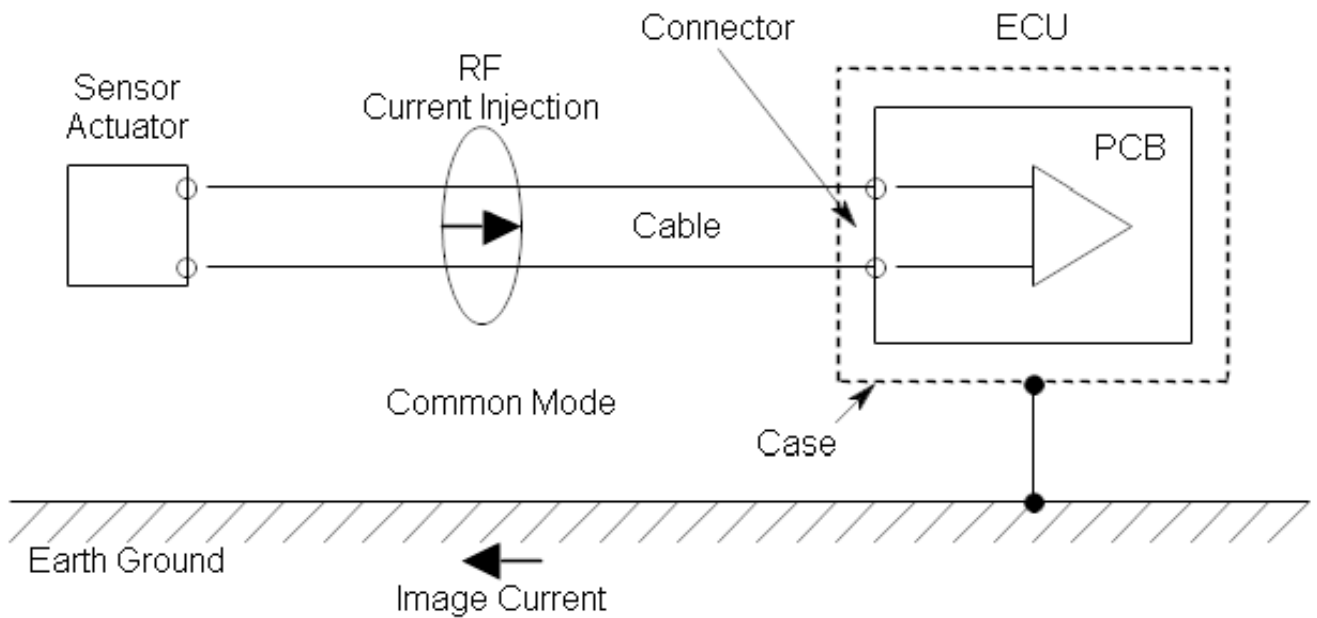 Connector
ECU
RF
Current Injection
Sensor
Actuator
PCB
Cable
Common Mode
Case
Earth Ground
Image Current